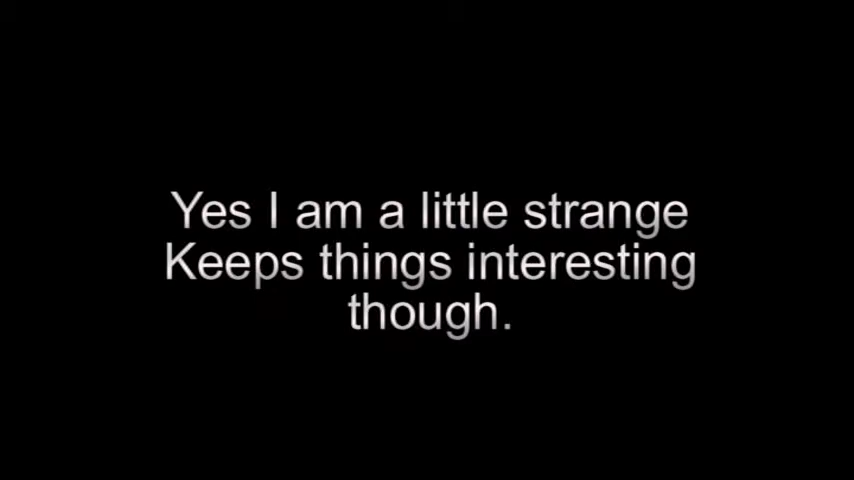 Yes I am a little strange
Keeps things interesting
though.